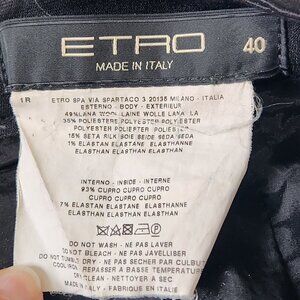 ETRO
40
MADE IN ITALY
1R
ETRO SPA VIA SPARTACO 3 20135 MILANO - ITALIA
ESTERNO - BODY - EXTERIEUR
49%LANA WOOL LAINE WOLLE LANA LA
35% POLIESTERE POLYESTER POLYESTER
POLYESTER POLIESTER POLIESTER
15% SETA SILK SOIE SEIDE SEDA SEDA
1% ELASTAN ELASTANE ELASTHANNE
ELASTHAN ELASTHAN ELASTHAN
INTERNO - INSIDE - INTERNE
93% CUPRO CUPRO CUPRO
CUPRO CUPRO CUPRO
7% ELASTAN ELASTANE ELASTHANNE
ELASTHAN ELASTHAN ELASTHAN
DO NOT WASH - NE PAS LAVER
DO NOT BLEACH - NE PAS JAVELLISER
DO NOT TUMBLE DRY - NE PAS SECHER PAR CULBUT
COOL IRON REPASSER A BASSE TEMPERATURE
DRY CLEAN - NETTOYER A SEC
MADE IN ITALY - FABRIQUE EN ITALIE